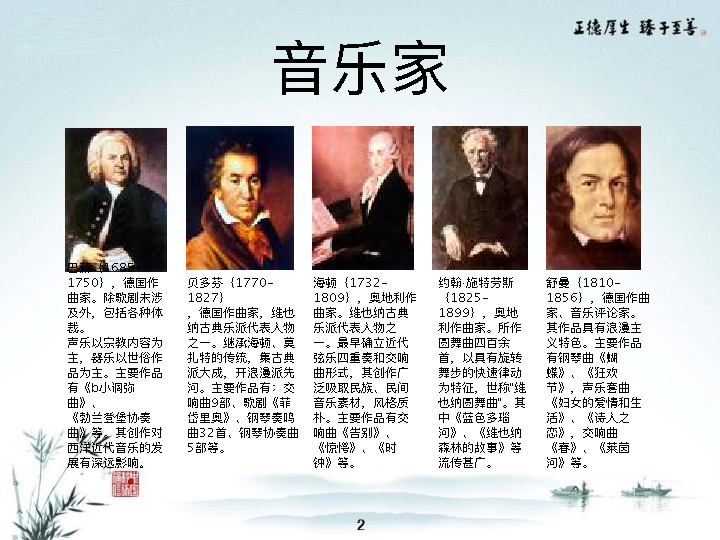 正德厚生 臻于至善
音乐家
巴赫｛1685-
1750｝，德国作
曲家。除歌剧未涉
及外，包括各种体
裁。
声乐以宗教内容为
主，器乐以世俗作
品为主。主要作品
有《b小调弥
曲》、
《勃兰登堡协奏
曲》等，其创作对
西洋近代音乐的发
展有深远影响。
贝多芬｛1770-
1827｝
，德国作曲家，维也
纳古典乐派代表人物
之一。继承海顿、莫
扎特的传统，集古典
派大成，开浪漫派先
河。主要作品有：交
响曲9部、歌剧《菲
岱里奥》、钢琴奏鸣
曲32首、钢琴协奏曲
5部等。
海顿｛1732-
1809｝，奥地利作
曲家。维也纳古典
乐派代表人物之
一。最早确立近代
弦乐四重奏和交响
曲形式，其创作广
泛吸取民族、民间
音乐素材，风格质
朴。主要作品有交
响曲《告别》、
《惊愕》、《时
钟》等。
约翰·施特劳斯
｛1825-
1899｝，奥地
利作曲家。所作
圆舞曲四百余
首，以具有旋转
舞步的快速律动
为特征，世称"维
也纳圆舞曲"。其
中《蓝色多瑙
河》、《维也纳
森林的故事》等
流传甚广。
舒曼｛1810-
1856｝，德国作曲
家、音乐评论家。
其作品具有浪漫主
义特色。主要作品
有钢琴曲《蝴
蝶》、《狂欢
节》，声乐套曲
《妇女的爱情和生
活》、《诗人之
恋》，交响曲
《春》、《莱茵
河》等。
2